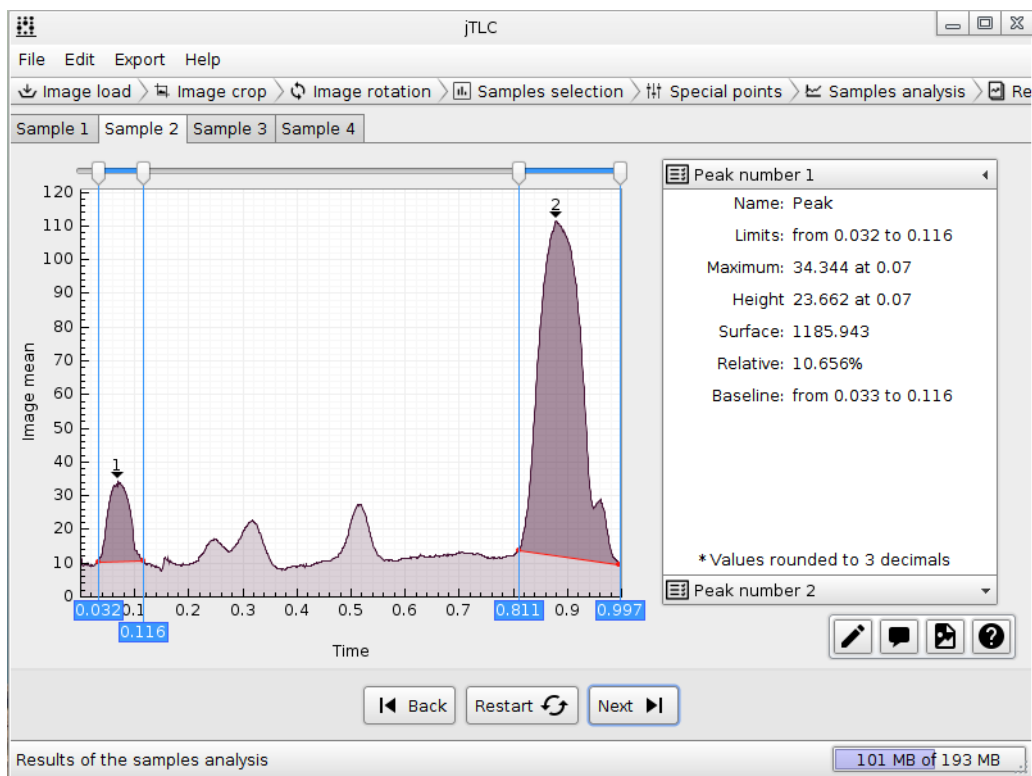 jTLC
File Edit Export Help
Image load Image crop Image rotation Samples selection Special points Samples analysis Re
Sample 1 Sample 2 Sample 3 Sample 4
Image mean
120
110
100
90
80
70
60
50
40
30
20
10
0
1
2
0.032 0.1 0.2 0.3 0.4 0.5 0.6 0.7 0.811 0.9 0.997
0.116
Time
Peak number 1
Name: Peak
Limits: from 0.032 to 0.116
Maximum: 34.344 at 0.07
Height 23.662 at 0.07
Surface: 1185.943
Relative: 10.656%
Baseline: from 0.033 to 0.116
*Values rounded to 3 decimals
Peak number 2
Back Restart Next
Results of the samples analysis
101 MB of 193 MB